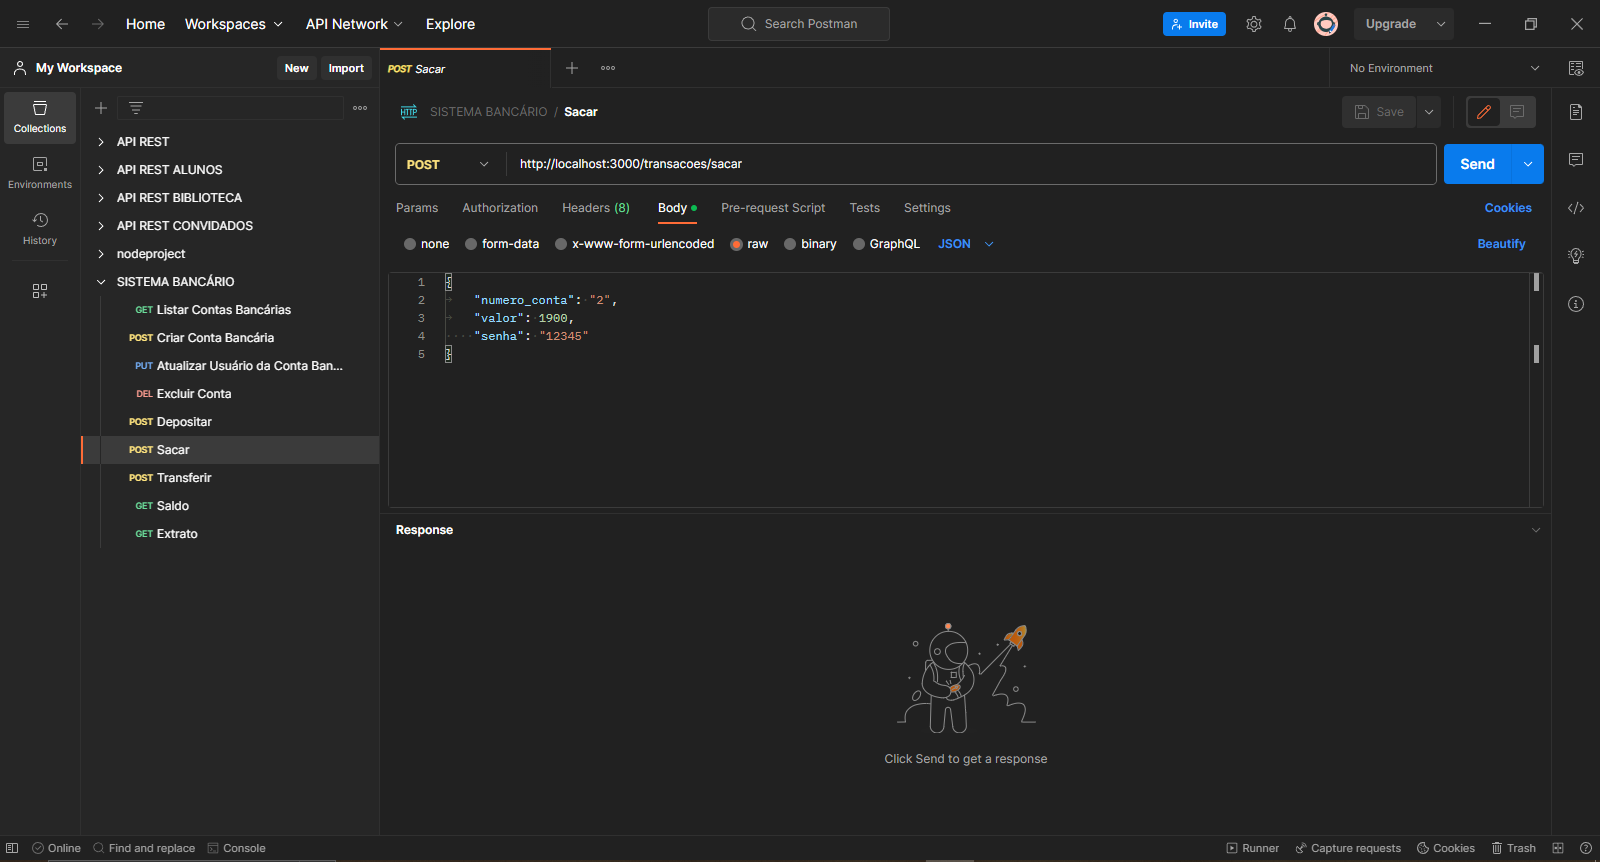 Home Workspaces API Network Explore Search Postman Invite Upgrade
My Workspace New Import POST Sacar No Environment
Collections
Environments
History
API REST
API REST ALUNOS
API REST BIBLIOTECA
API REST CONVIDADOS
nodeproject
SISTEMA BANCÁRIO
GET Listar Contas Bancárias
POST Criar Conta Bancária
PUT Atualizar Usuário da Conta Ban...
DEL Excluir Conta
POST Depositar
POST Sacar
POST Transferir
GET Saldo
GET Extrato
HTTP SISTEMA BANCÁRIO / Sacar Save
POST http://localhost:3000/transacoes/sacar Send
Params Authorization Headers (8) Body Pre-request Script Tests Settings Cookies
none form-data x-www-form-urlencoded raw binary GraphQL JSON Beautify
1 {
2 "numero_conta": "2",
3 "valor": 1900,
4 "senha": "12345"
5 }
Response
Click Send to get a response
Online Find and replace Console Runner Capture requests Cookies Trash